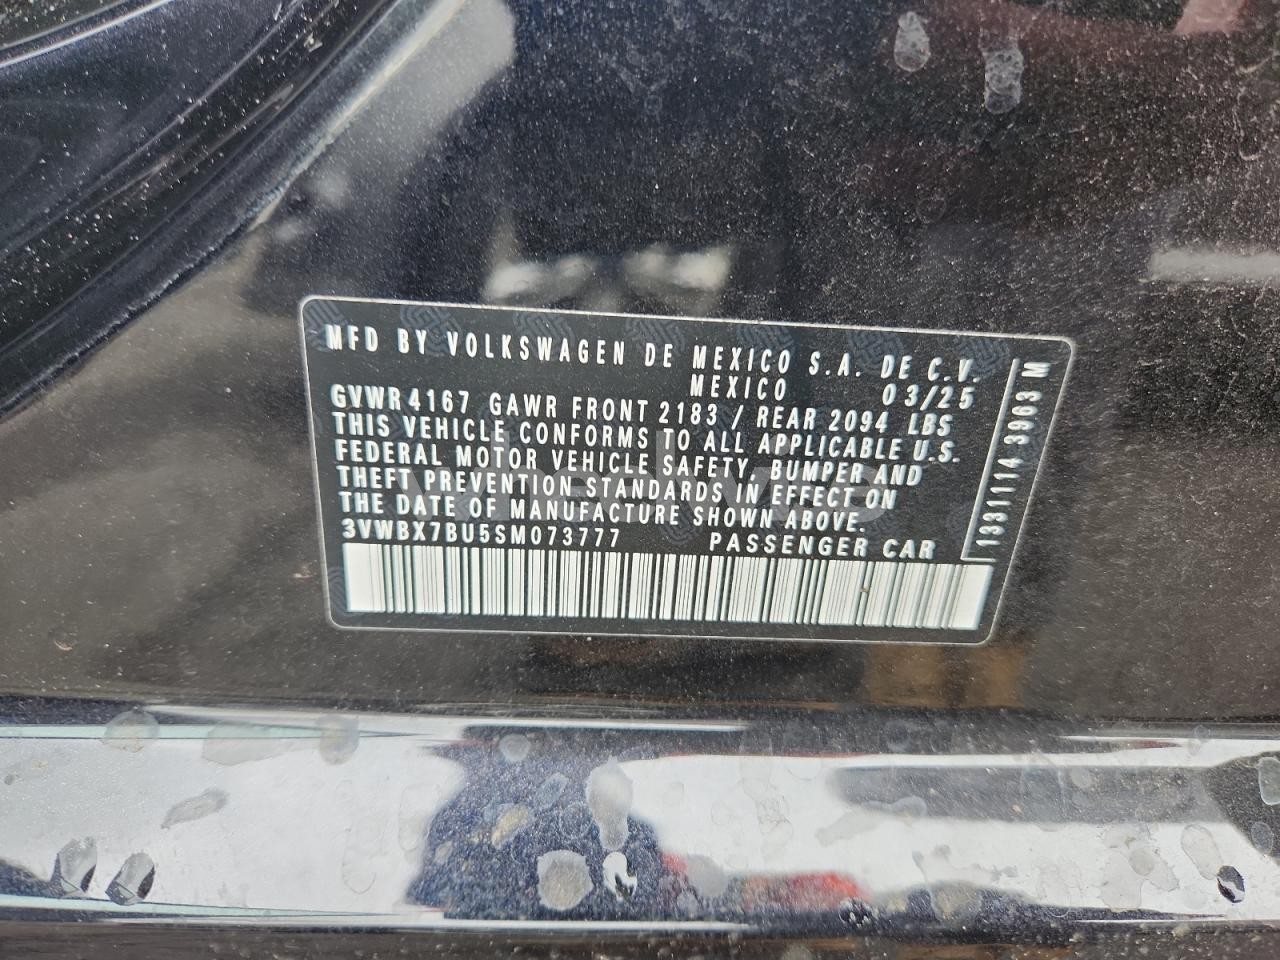 MFD BY VOLKSWAGEN DE MEXICO S.A. DE C.V.
MEXICO 03/25
GVWR 4167 GAWR FRONT 2183 / REAR 2094 LBS
THIS VEHICLE CONFORMS TO ALL APPLICABLE U.S.
FEDERAL MOTOR VEHICLE SAFETY, BUMPER AND
THEFT PREVENTION STANDARDS IN EFFECT ON
THE DATE OF MANUFACTURE SHOWN ABOVE.
3VWBX7BU5SM073777 PASSENGER CAR
1331114 3963 M